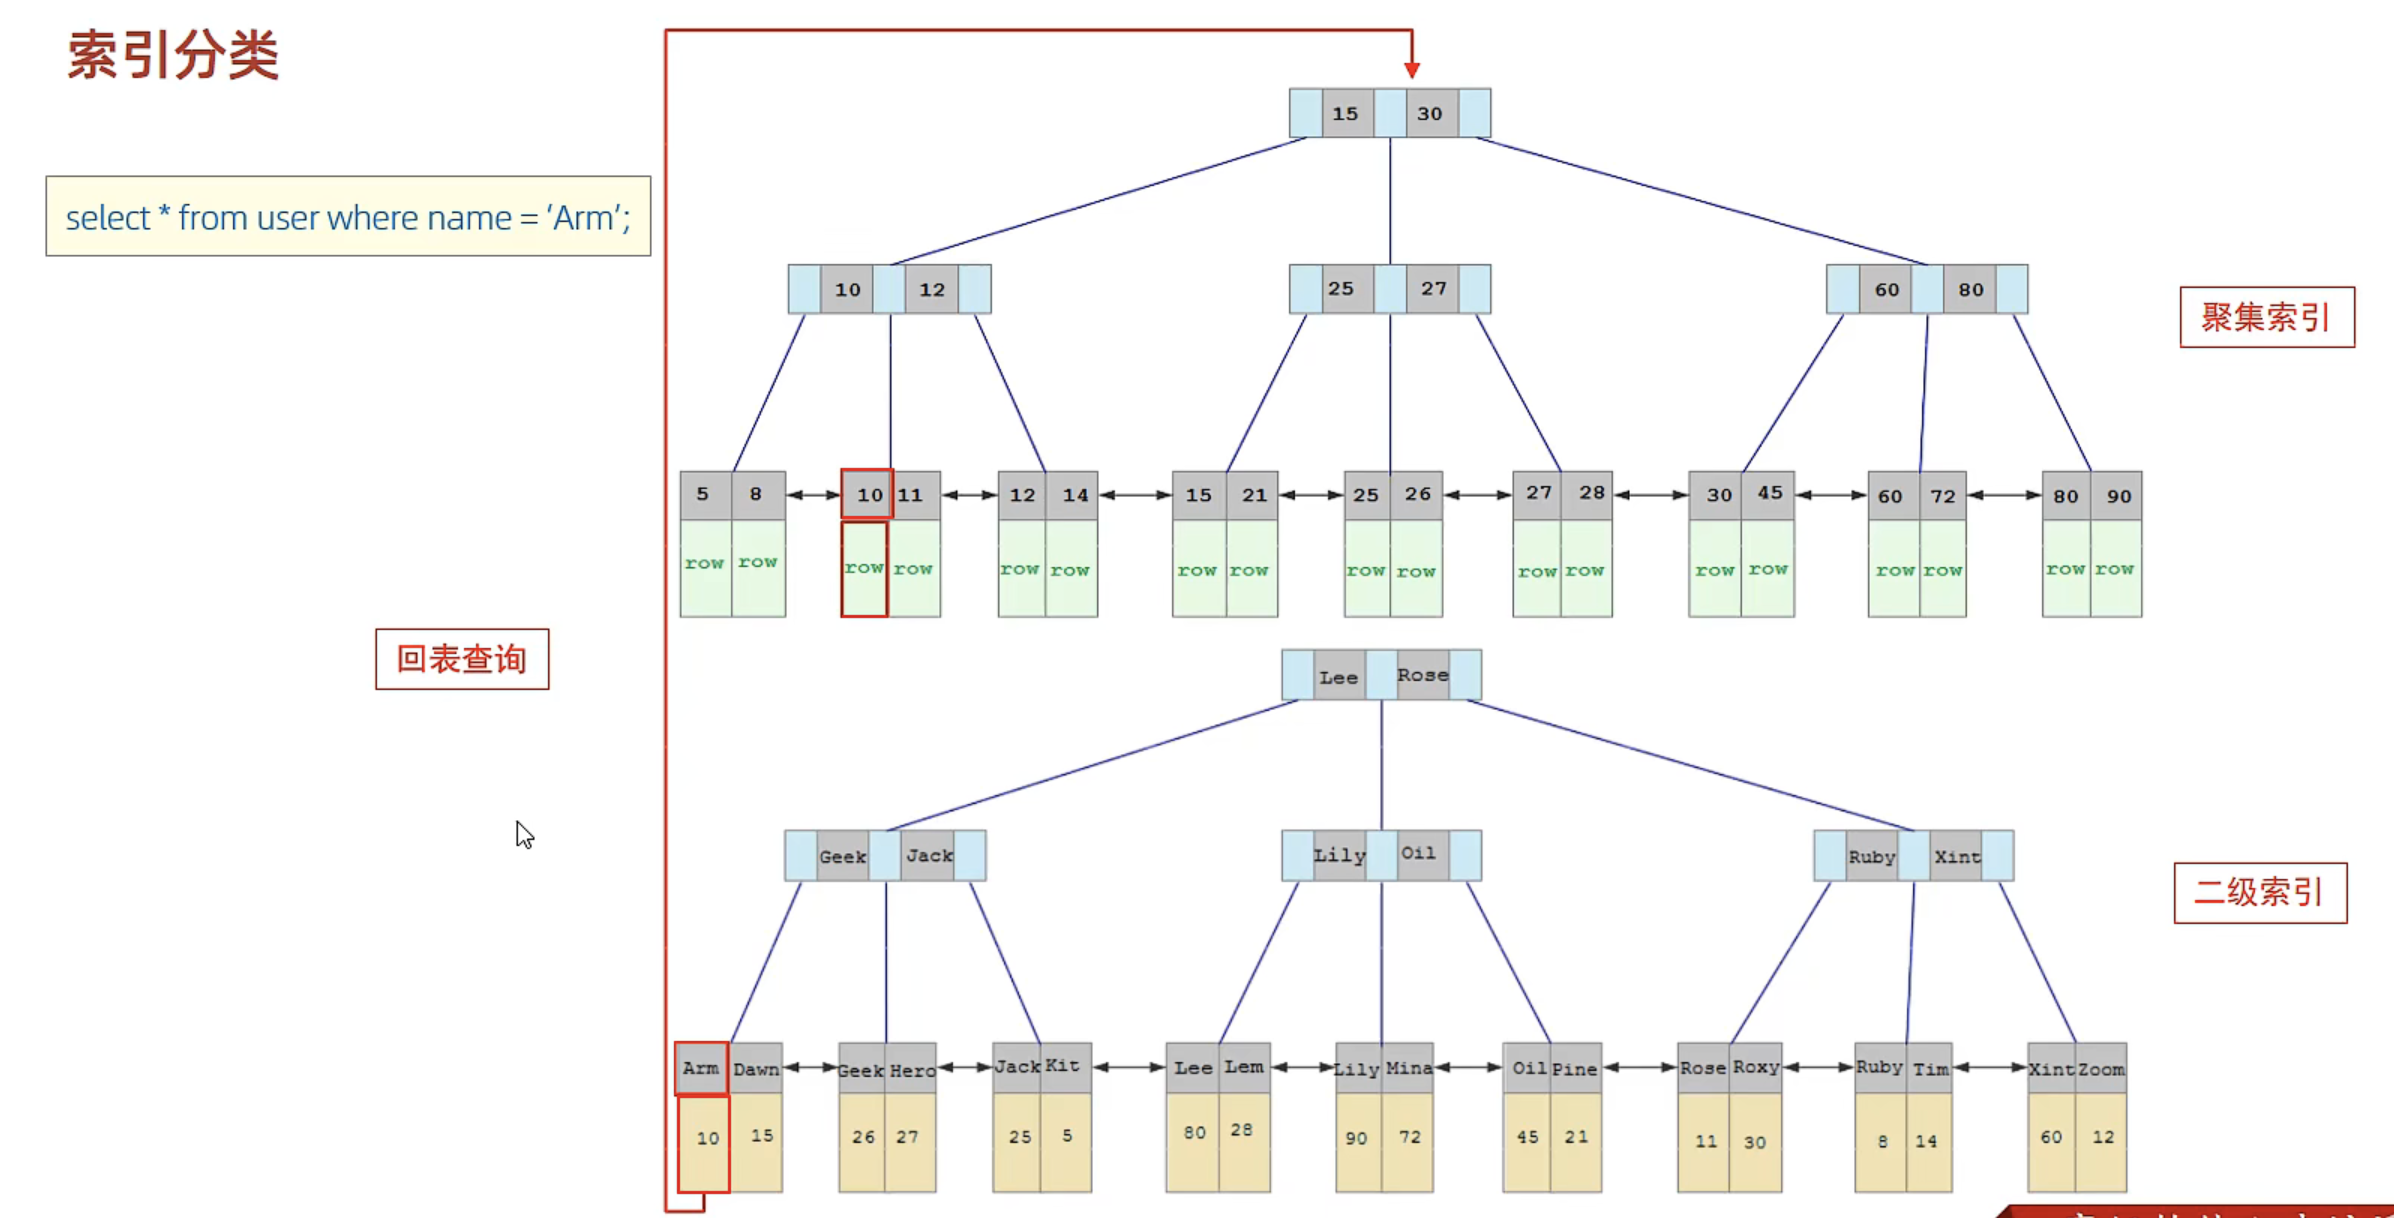 索引分类
select * from user where name = ‘Arm’;
15 30
10 12 25 27 60 80
聚集索引
5 8 10 11 12 14 15 21 25 26 27 28 30 45 60 72 80 90
row row row row row row row row row row row row row row row row row row
回表查询
Lee Rose
Geek Jack Lily Oil Ruby Xint
二级索引
Arm Dawn Geek Hero Jack Kit Lee Lem Lily Mina Oil Pine Rose Roxy Ruby Tim Xint Zoom
10 15 26 27 25 5 80 28 90 72 45 21 11 30 8 14 60 12